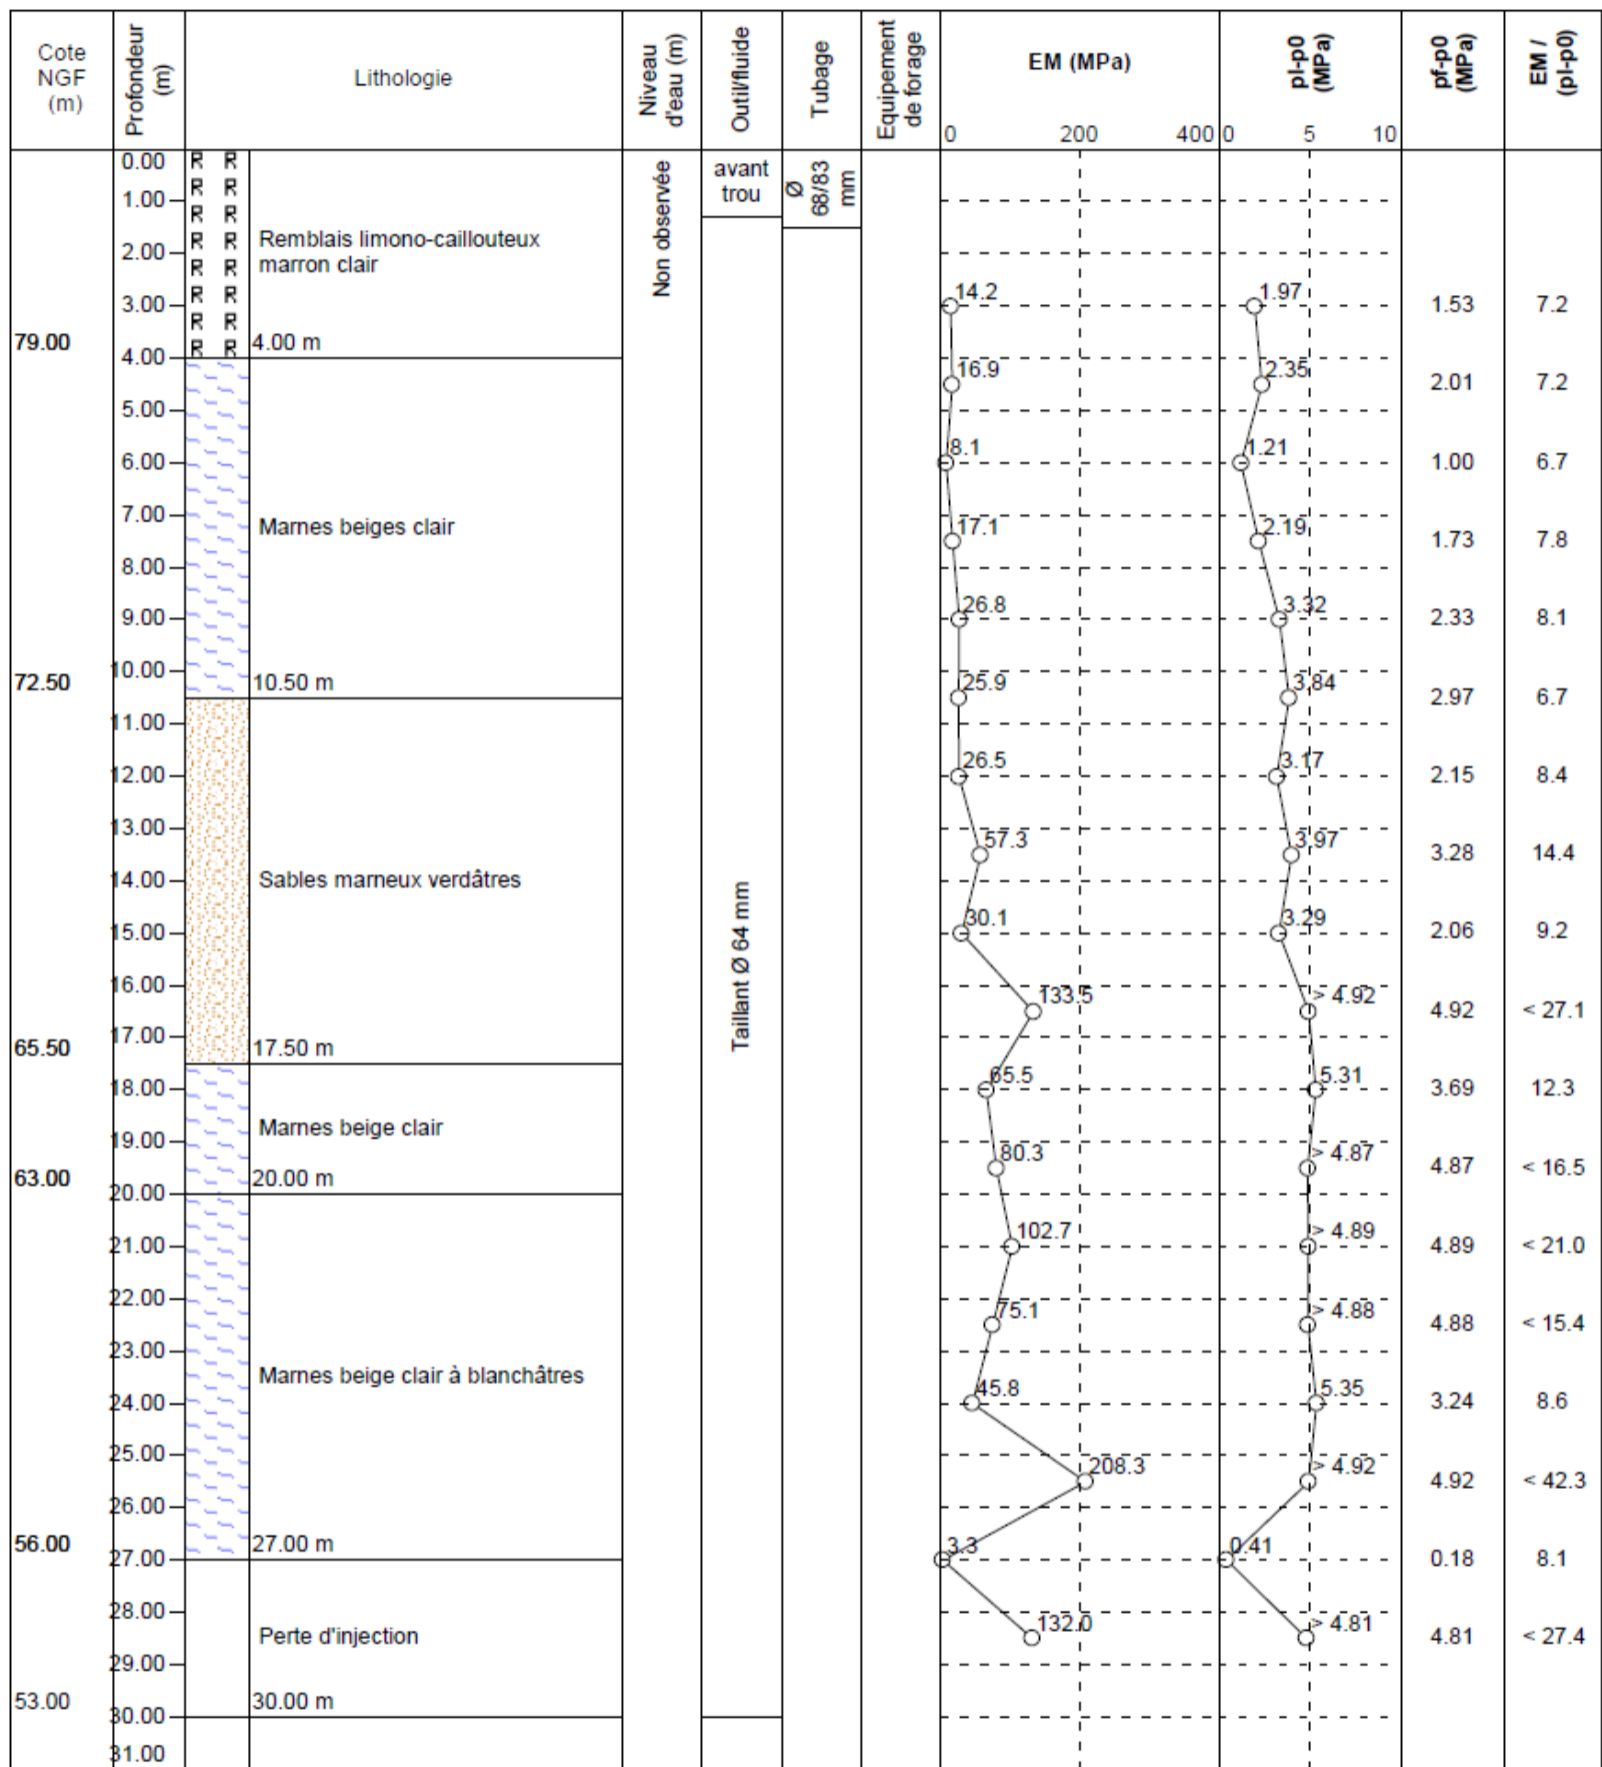 Cote NGF (m)
Profondeur (m)
Lithologie
Niveau d'eau (m)
Outil/fluide
Tubage
Equipement de forage
EM (MPa)
pl-p0 (MPa)
pf-p0 (MPa)
EM / (pl-p0)
0 200 400 0 5 10
0.00 R R Non observée avant trou Ø 68/83 mm
R R
1.00
R R
R R Remblais limono-caillouteux
2.00 marron clair
R R
3.00 R R 14.2 1.97 1.53 7.2
R R
79.00 R R 4.00 m
4.00
16.9 2.35 2.01 7.2
5.00
6.00 8.1 1.21 1.00 6.7
7.00 Marnes beiges clair
17.1 2.19 1.73 7.8
8.00
9.00 26.8 3.32 2.33 8.1
10.00
72.50 10.50 m 25.9 3.84 2.97 6.7
11.00
12.00 26.5 3.17 2.15 8.4
13.00
57.3 3.97 3.28 14.4
14.00 Sables marneux verdâtres
15.00 Taillant Ø 64 mm 30.1 3.29 2.06 9.2
16.00
133.5 > 4.92 4.92 < 27.1
17.00
65.50 17.50 m
18.00 65.5 5.31 3.69 12.3
19.00 Marnes beige clair
80.3 > 4.87 4.87 < 16.5
63.00 20.00 m
20.00
21.00 102.7 > 4.89 4.89 < 21.0
22.00
75.1 > 4.88 4.88 < 15.4
23.00
Marnes beige clair à blanchâtres
24.00 45.8 5.35 3.24 8.6
25.00
208.3 > 4.92 4.92 < 42.3
26.00
56.00 27.00 m
27.00 3.3 0.41 0.18 8.1
28.00
Perte d'injection 132.0 > 4.81 4.81 < 27.4
29.00
53.00 30.00 m
30.00
31.00